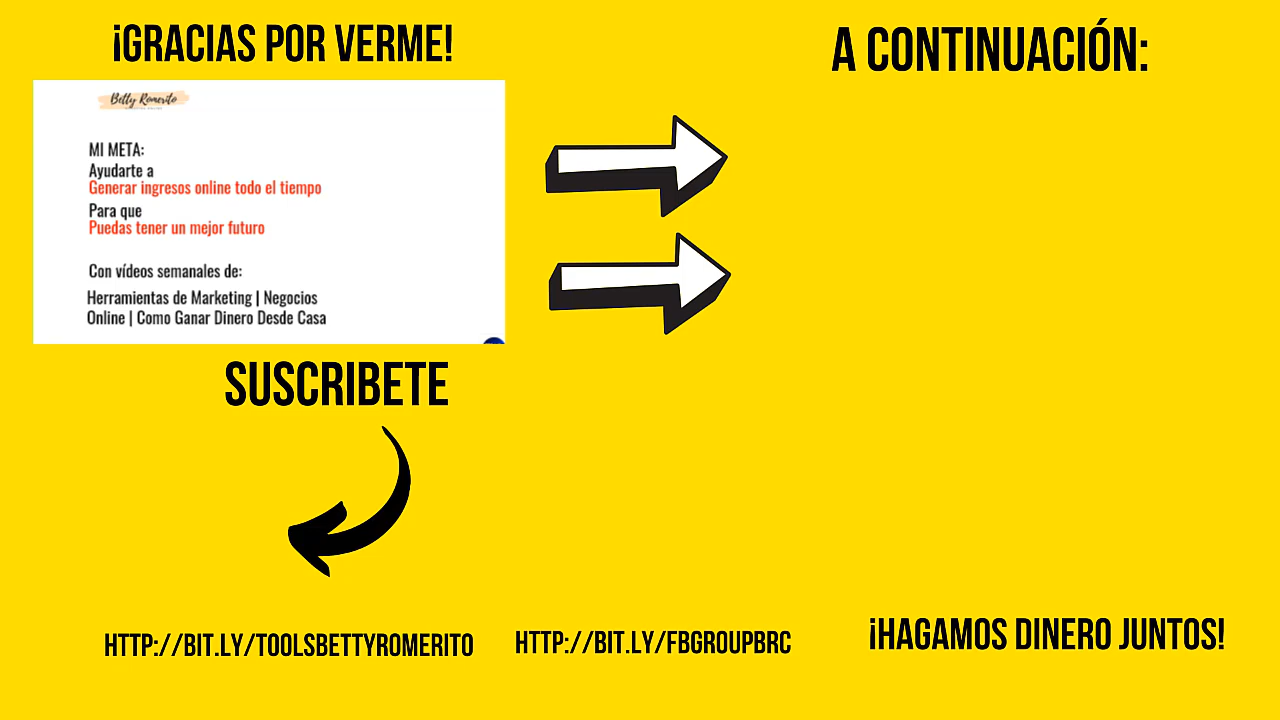 ¡GRACIAS POR VERME!
A CONTINUACIÓN:
Betty Romerito
MI META:
Ayudarte a
Generar ingresos online todo el tiempo
Para que
Puedas tener un mejor futuro
Con vídeos semanales de:
Herramientas de Marketing | Negocios
Online | Como Ganar Dinero Desde Casa
SUSCRIBETE
HTTP://BIT.LY/TOOLSBETTYROMERITO
HTTP://BIT.LY/FBGROUPBRC
¡HAGAMOS DINERO JUNTOS!